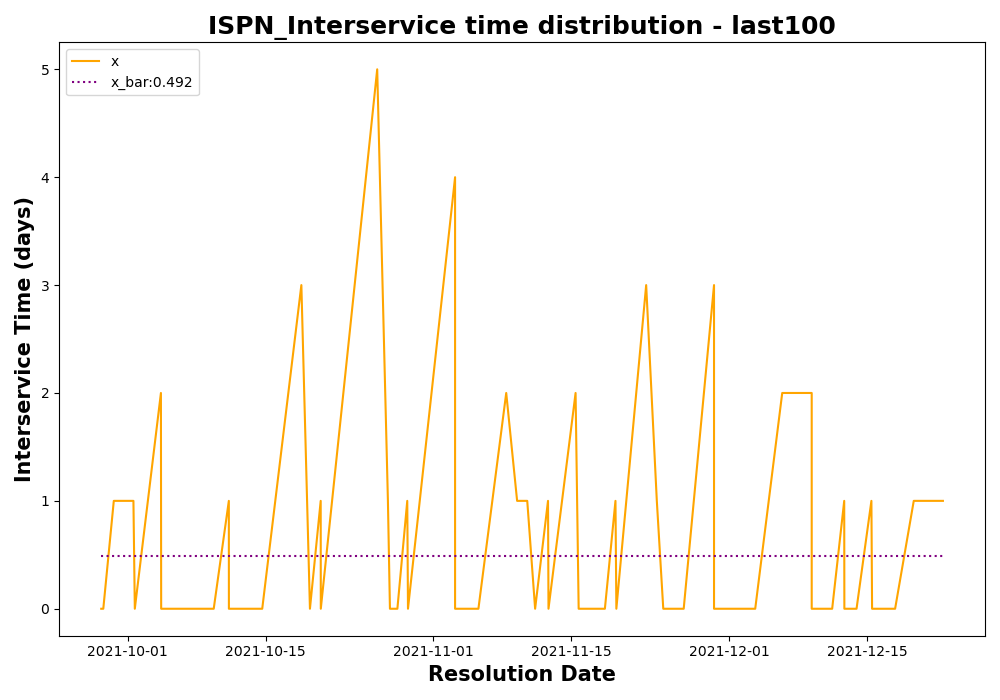 ISPN_Interservice time distribution - last100
x
x_bar:0.492
Interservice Time (days)
5
4
3
2
1
0
2021-10-01 2021-10-15 2021-11-01 2021-11-15 2021-12-01 2021-12-15
Resolution Date